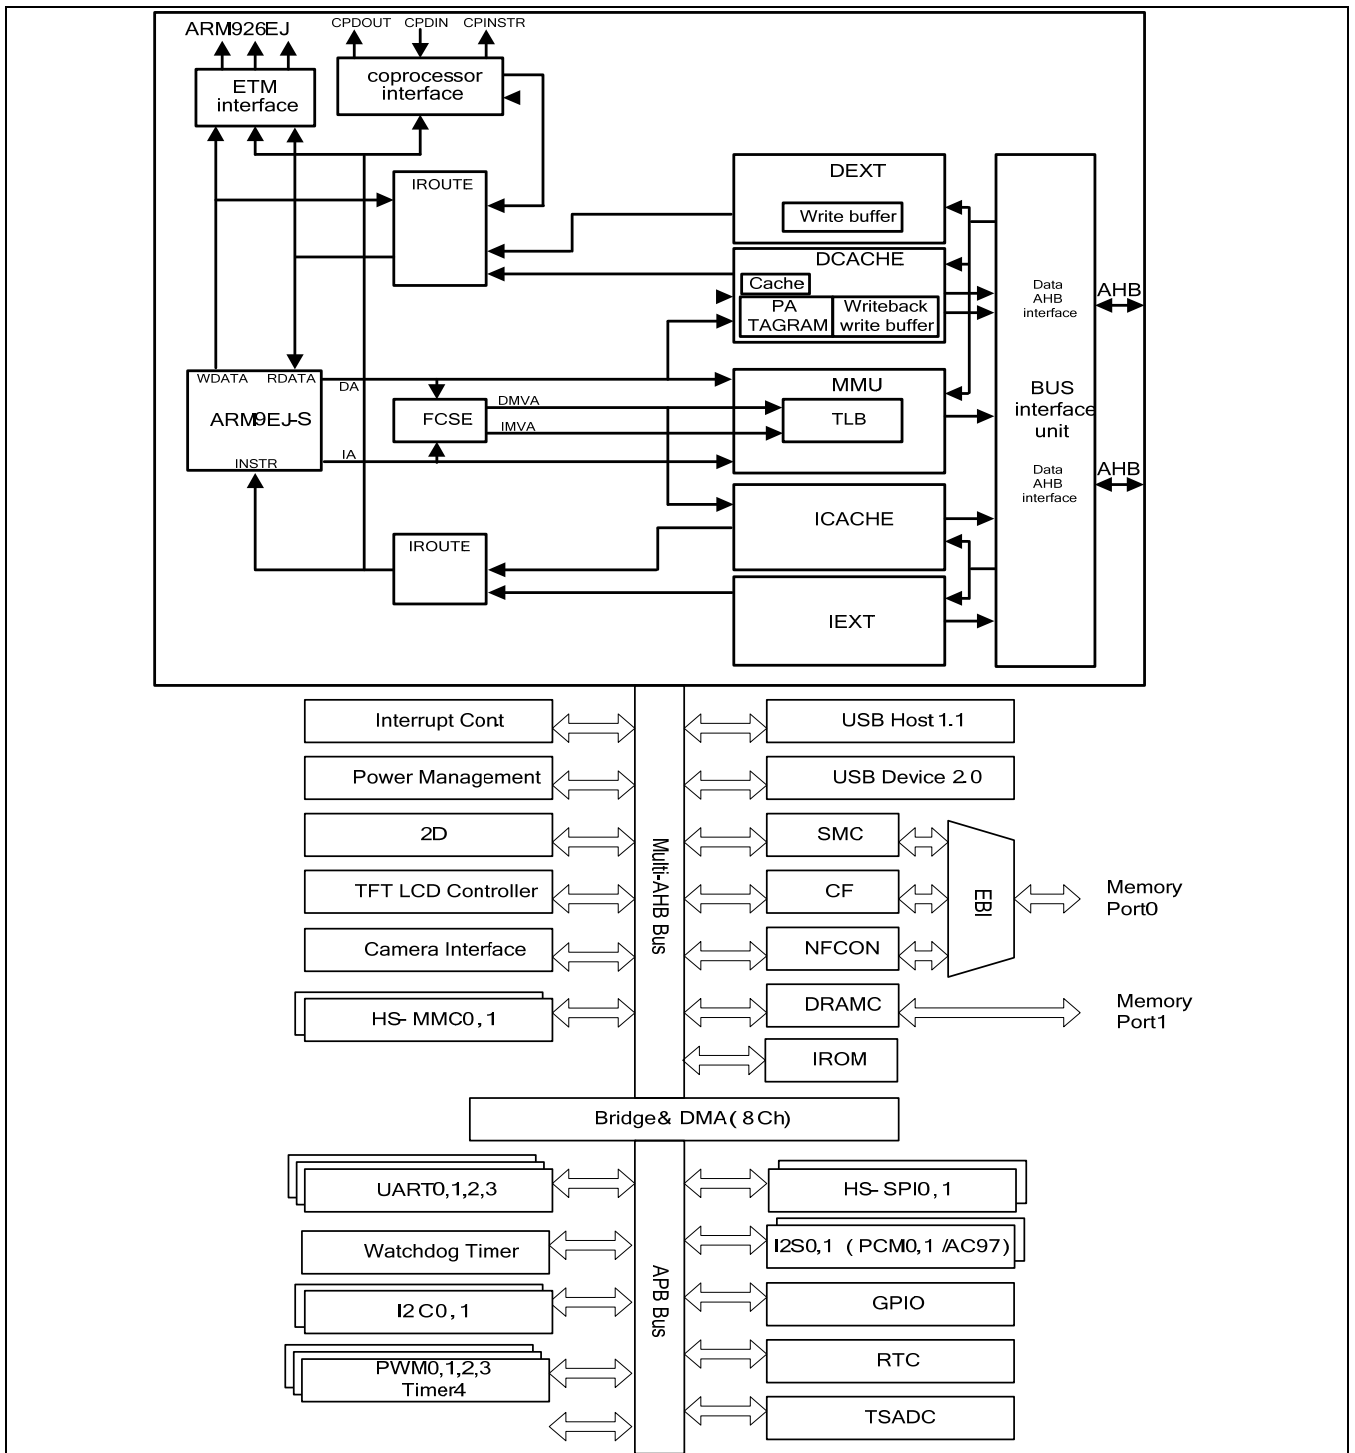 ARM926EJ
CPDOUT
CPDIN
CPINSTR
ETM
interface
coprocessor
interface
IROUTE
DEXT
Write buffer
DCACHE
Cache
PA
TAGRAM
Writeback
write buffer
Data
AHB
interface
AHB
WDATA
RDATA
DA
ARM9EJ-S
INSTR
IA
FCSE
DMVA
IMVA
MMU
TLB
BUS
interface
unit
Data
AHB
interface
AHB
ICACHE
IROUTE
IEXT
Interrupt Cont
USB Host 1.1
Power Management
USB Device 2.0
2D
SMC
TFT LCD Controller
CF
Camera Interface
NFCON
HS-MMC0,1
DRAMC
IROM
Multi-AHB Bus
EBI
Memory
Port0
Memory
Port1
Bridge& DMA( 8Ch)
UART0,1,2,3
HS-SPI0,1
Watchdog Timer
I2S0,1 ( PCM0,1 /AC97)
I2C0,1
GPIO
PWM0,1,2,3
Timer4
RTC
TSADC
APB Bus